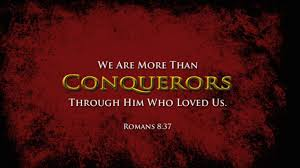 We Are More Than
Conquerors
Through Him Who Loved Us.
Romans 8:37